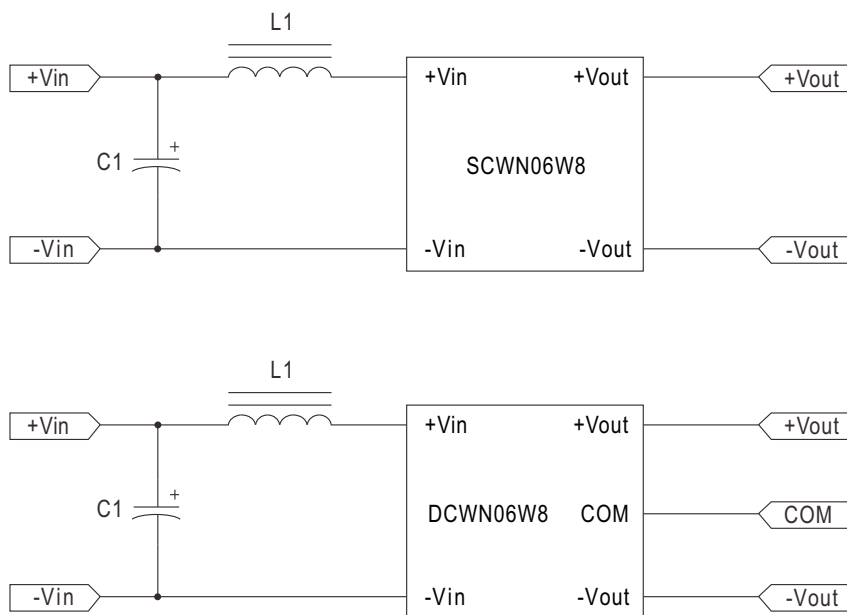 L1
+Vin +Vin +Vout +Vout
C1 + SCWN06W8
-Vin -Vin -Vout -Vout
L1
+Vin +Vin +Vout +Vout
C1 + DCWN06W8 COM COM
-Vin -Vin -Vout -Vout